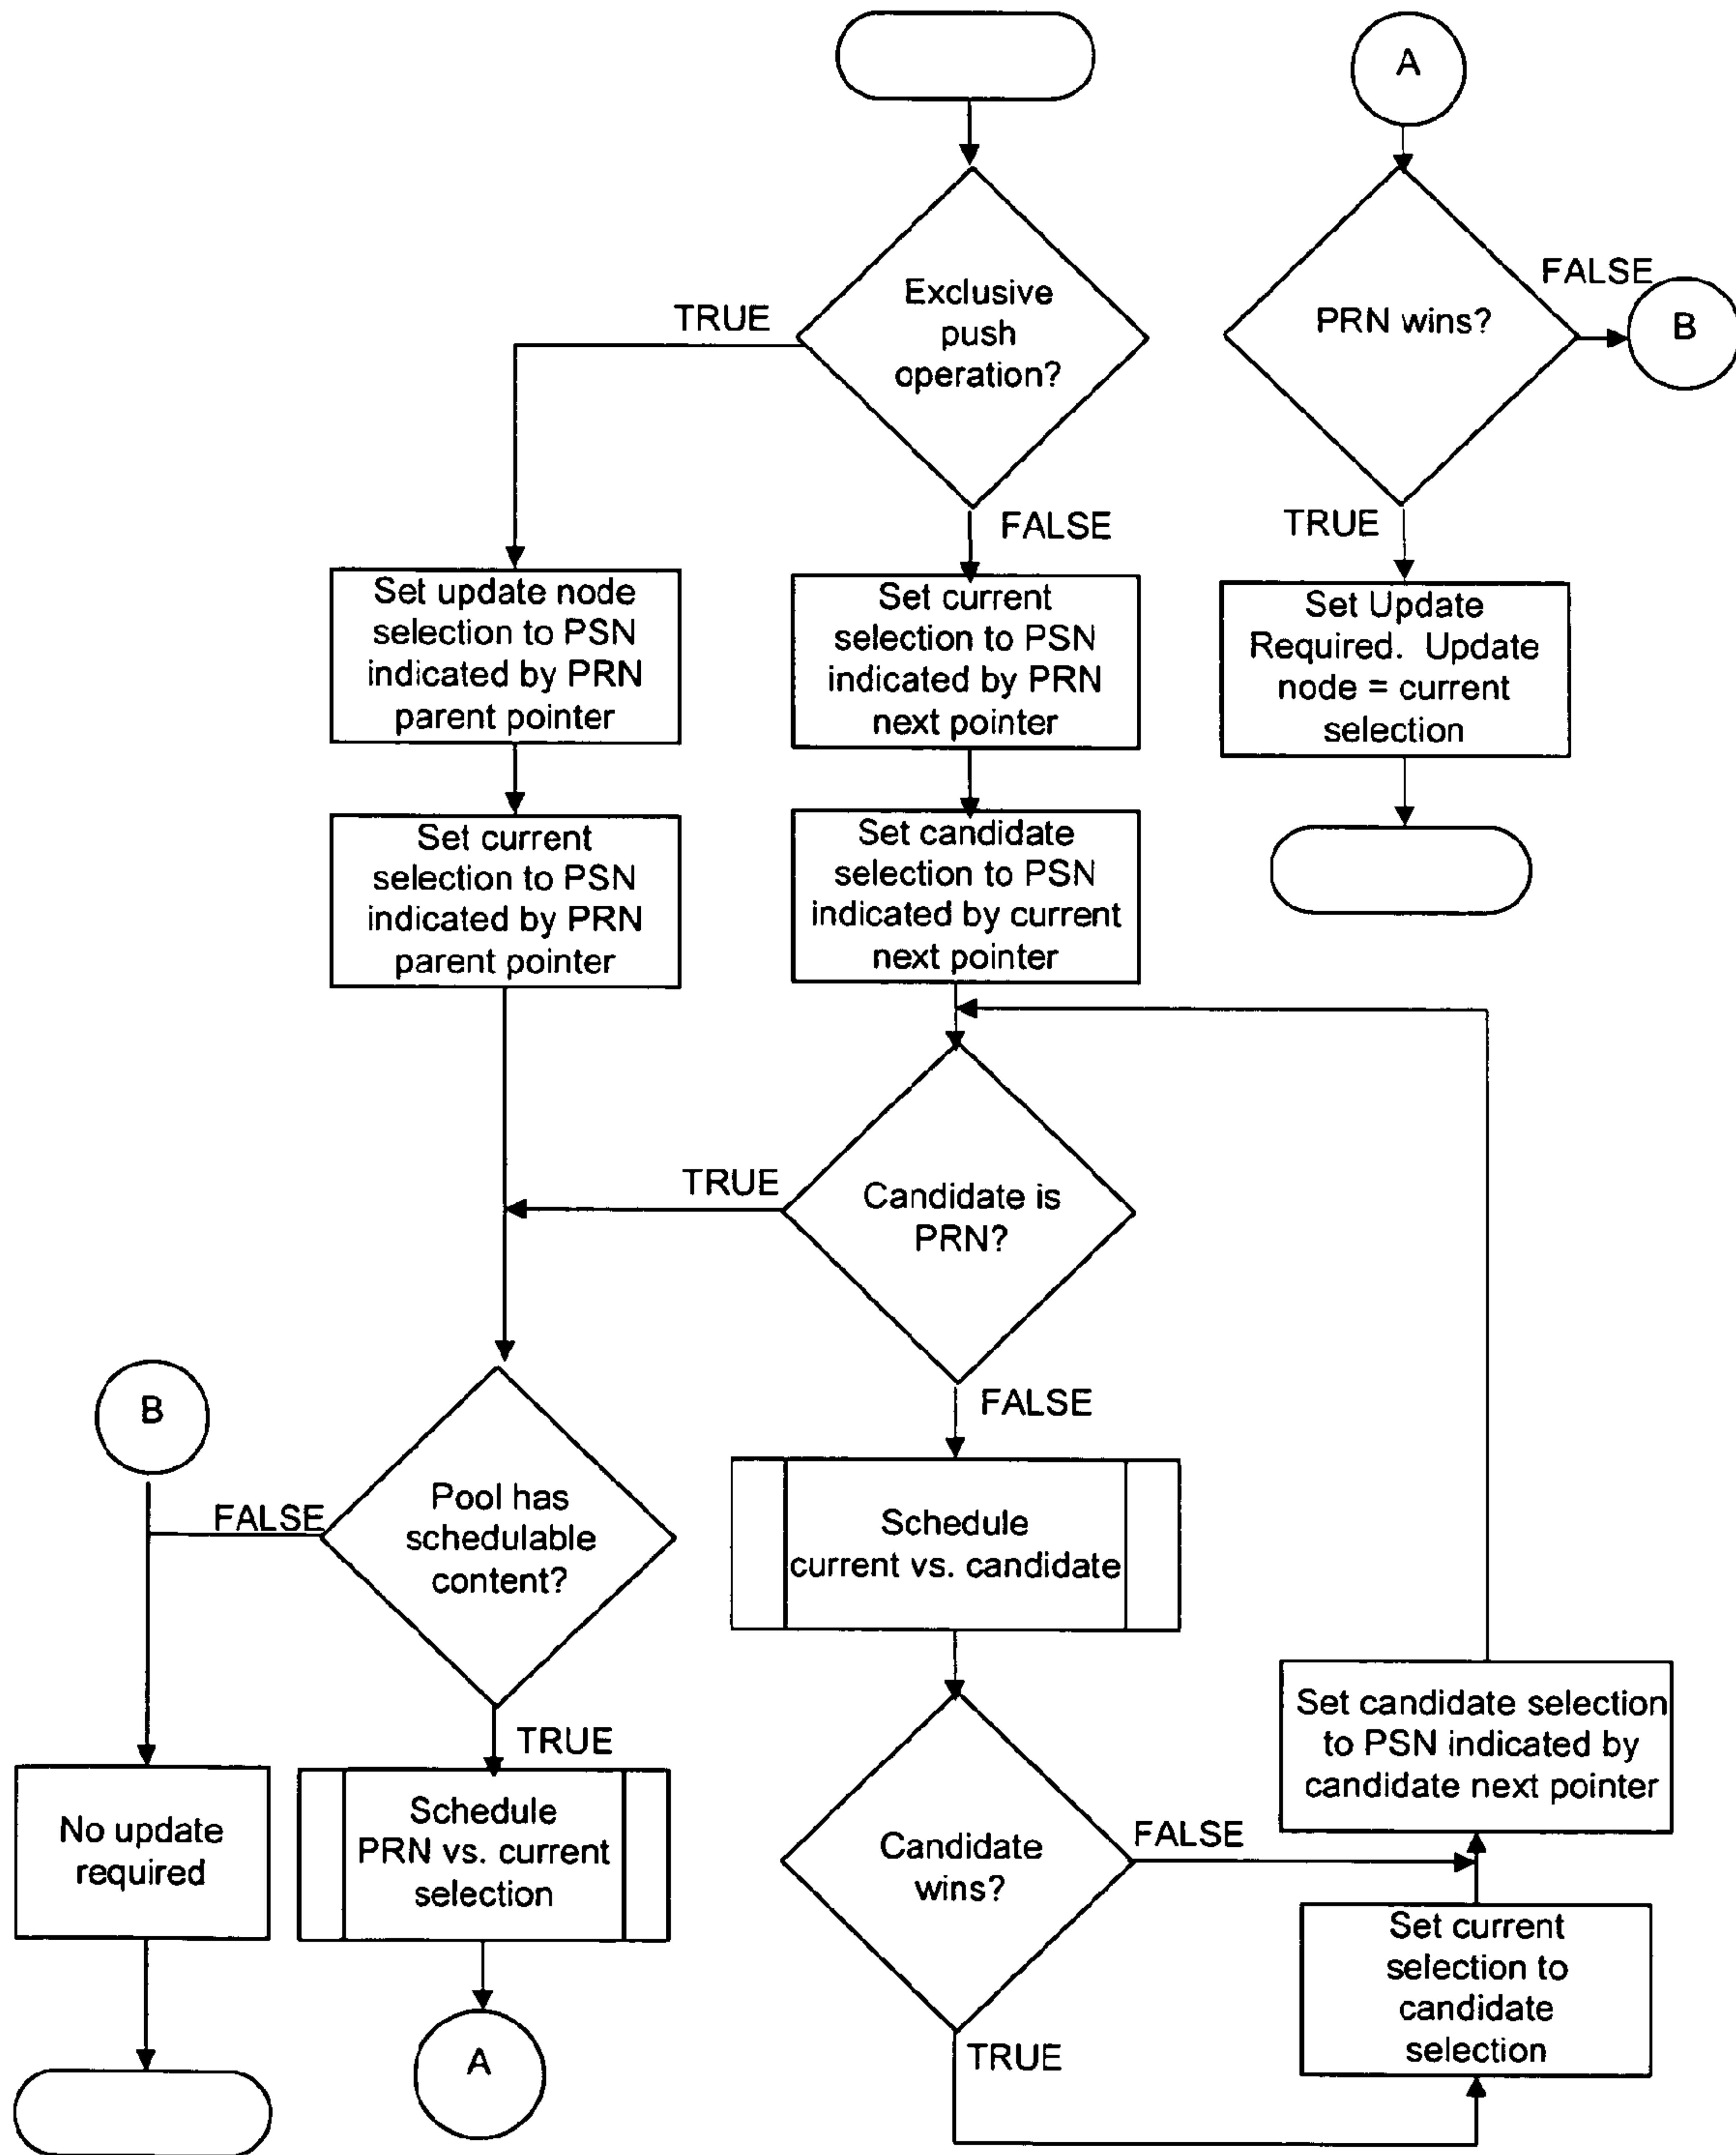 A
Exclusive
push
operation?
TRUE
FALSE
PRN wins?
FALSE
B
TRUE
Set update node
selection to PSN
indicated by PRN
parent pointer
Set current
selection to PSN
indicated by PRN
next pointer
Set Update
Required. Update
node = current
selection
Set current
selection to PSN
indicated by PRN
parent pointer
Set candidate
selection to PSN
indicated by current
next pointer
TRUE
Candidate is
PRN?
FALSE
B
FALSE
Pool has
schedulable
content?
TRUE
Schedule
current vs. candidate
Set candidate selection
to PSN indicated by
candidate next pointer
No update
required
Schedule
PRN vs. current
selection
Candidate
wins?
FALSE
TRUE
Set current
selection to
candidate
selection
A